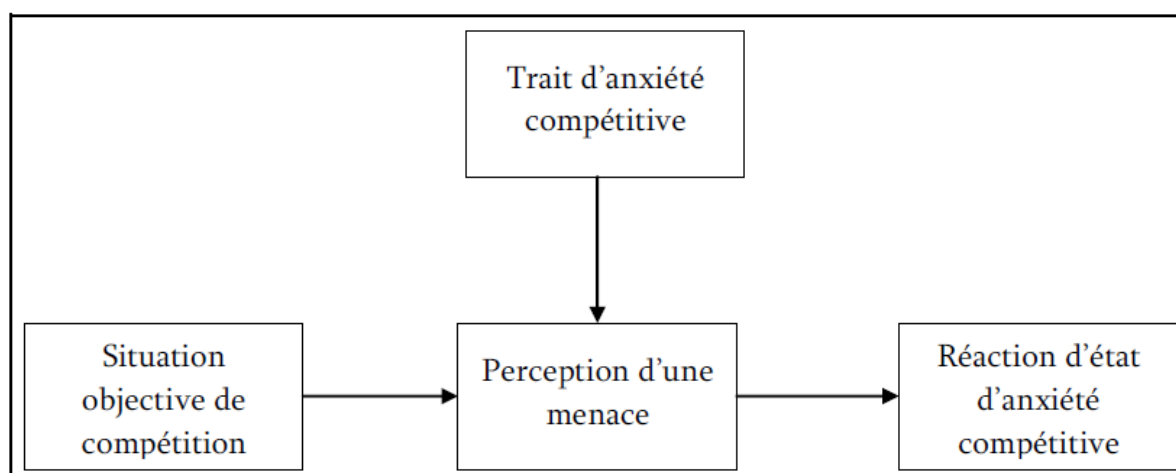 Trait d’anxiété
compétitive
Situation
objective de
compétition
Perception d’une
menace
Réaction d’état
d’anxiété
compétitive